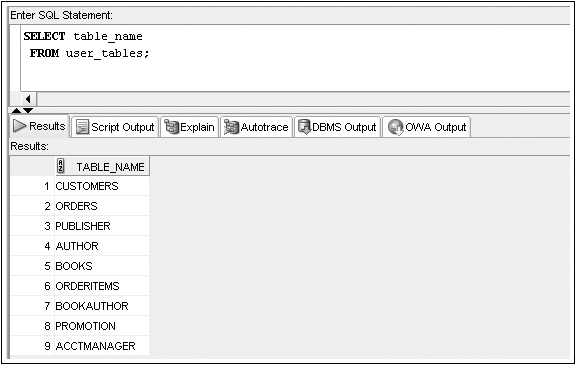 Enter SQL Statement:
SELECT table_name
FROM user_tables;
Results Script Output Explain Autotrace DBMS Output OWA Output
Results:
TABLE_NAME
1 CUSTOMERS
2 ORDERS
3 PUBLISHER
4 AUTHOR
5 BOOKS
6 ORDERITEMS
7 BOOKAUTHOR
8 PROMOTION
9 ACCTMANAGER